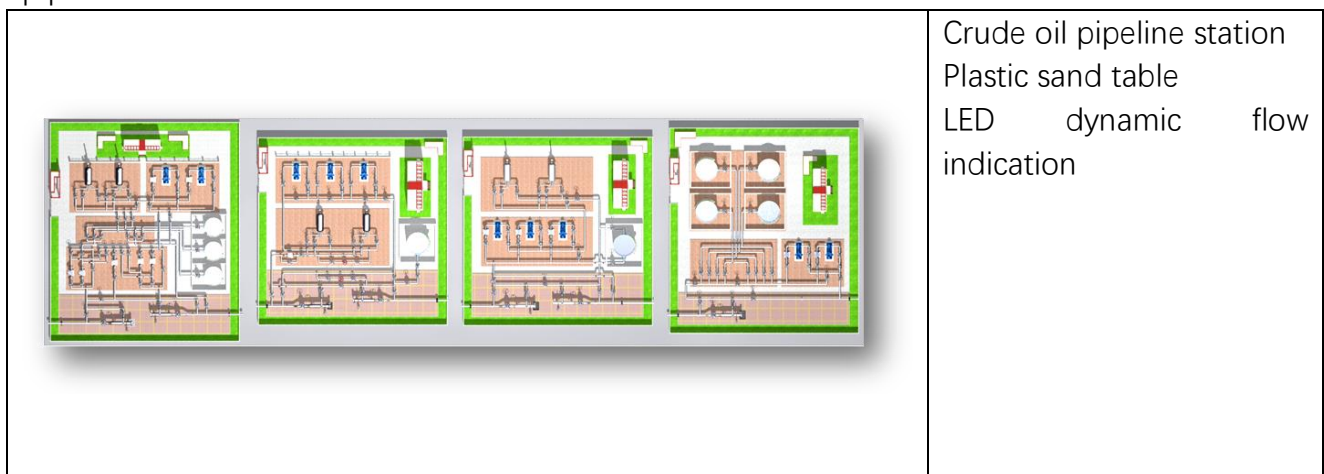 Crude oil pipeline station
Plastic sand table
LED dynamic flow
indication